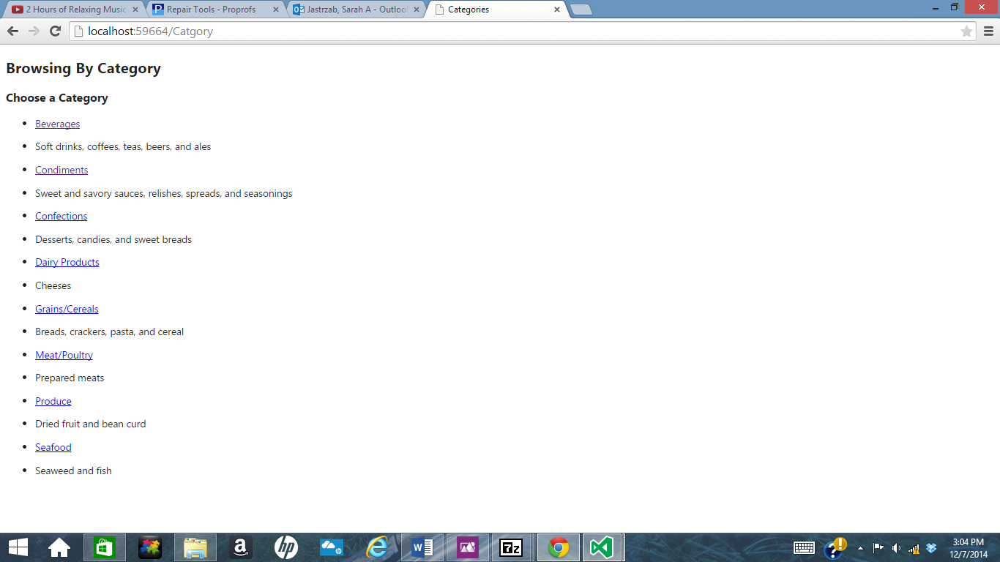 2 Hours of Relaxing Music
Repair Tools - Proprofs
Jastrzab, Sarah A - Outloo
Categories
localhost:59664/Catgory
Browsing By Category
Choose a Category
Beverages
Soft drinks, coffees, teas, beers, and ales
Condiments
Sweet and savory sauces, relishes, spreads, and seasonings
Confections
Desserts, candies, and sweet breads
Dairy Products
Cheeses
Grains/Cereals
Breads, crackers, pasta, and cereal
Meat/Poultry
Prepared meats
Produce
Dried fruit and bean curd
Seafood
Seaweed and fish
a
hp
W
7z
3:04 PM
12/7/2014